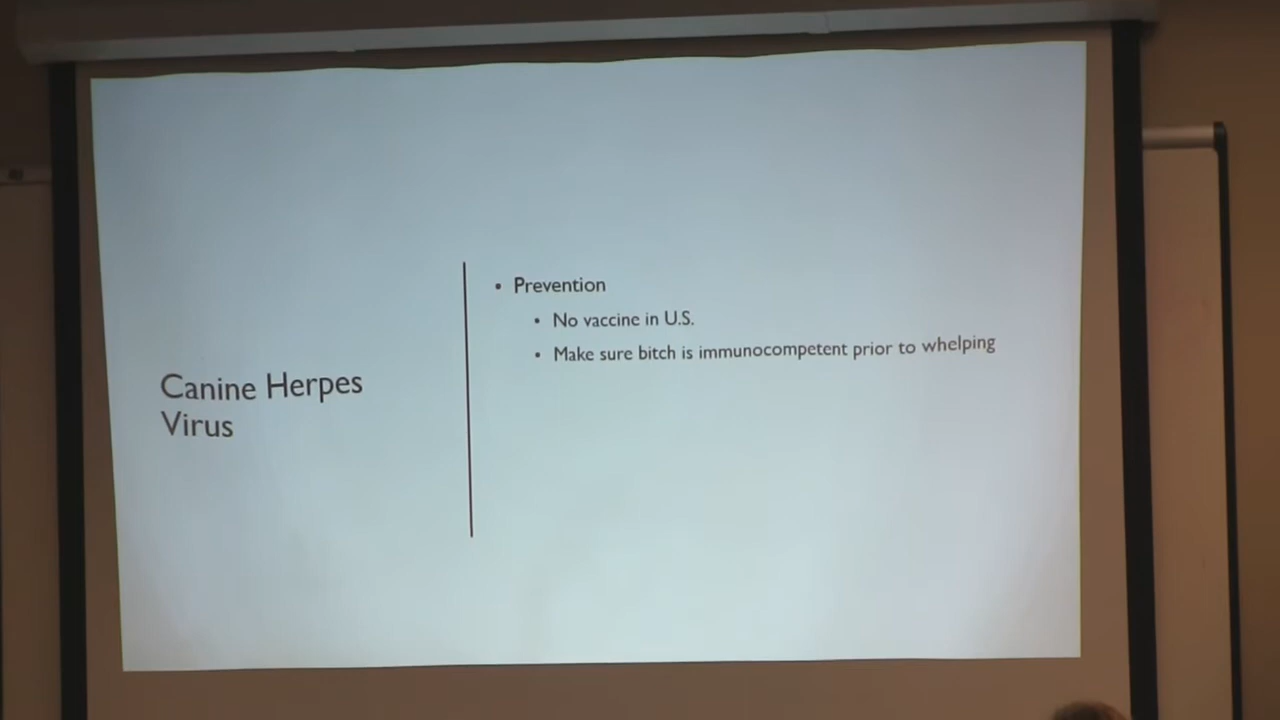 Canine Herpes
Virus
• Prevention
• No vaccine in U.S.
• Make sure bitch is immunocompetent prior to whelping